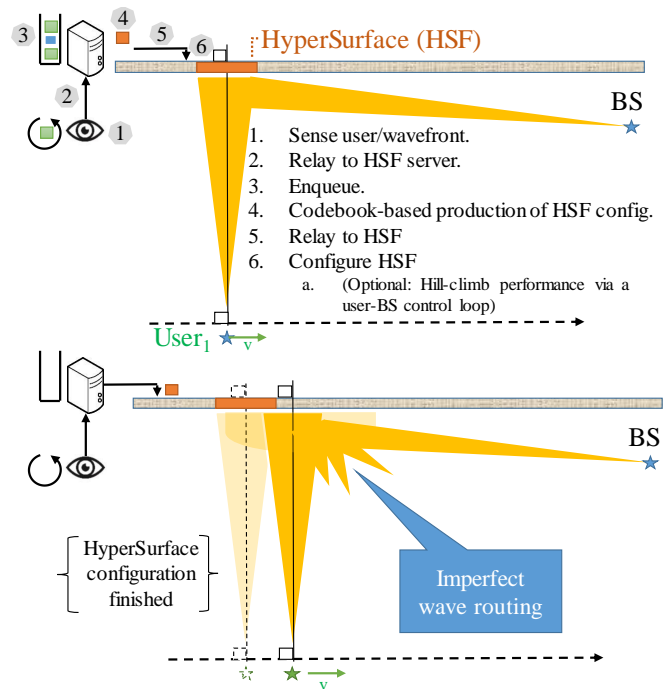 4
3
5
6
HyperSurface (HSF)
2
1
BS
1. Sense user/wavefront.
2. Relay to HSF server.
3. Enqueue.
4. Codebook-based production of HSF config.
5. Relay to HSF
6. Configure HSF
a. (Optional: Hill-climb performance via a
user-BS control loop)
User1
v
BS
HyperSurface
configuration
finished
Imperfect
wave routing
v